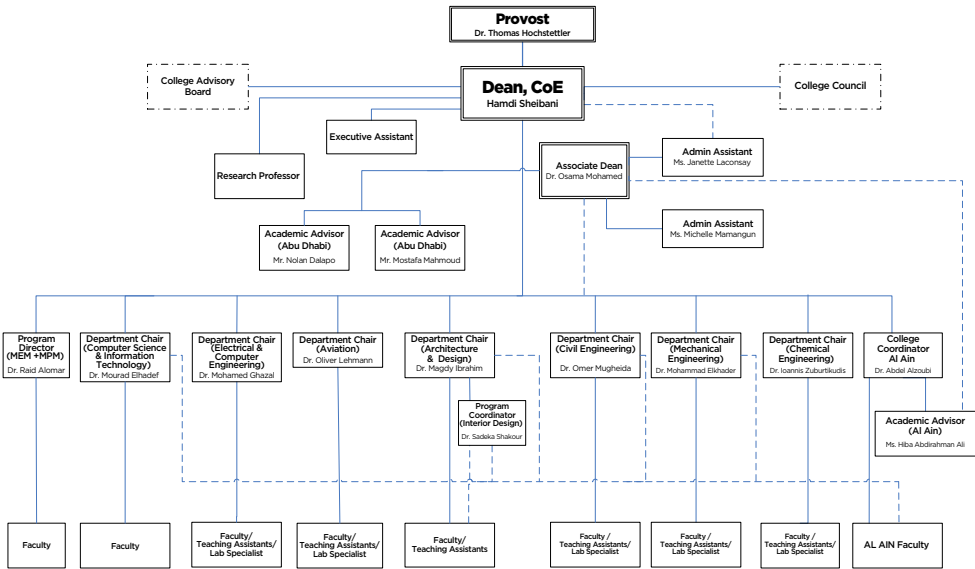 Provost
Dr. Thomas Hochstettler
College Advisory
Board
Dean, CoE
Hamdi Sheibani
College Council
Executive Assistant
Research Professor
Associate Dean
Dr. Osama Mohamed
Admin Assistant
Ms. Janette Laconsay
Academic Advisor
(Abu Dhabi)
Mr. Nolan Dalapo
Academic Advisor
(Abu Dhabi)
Mr. Mostafa Mahmoud
Admin Assistant
Ms. Michelle Mamangun
Program
Director
(MEM +MPM)
Dr. Raid Alomar
Department Chair
(Computer Science
& Information
Technology)
Dr. Mourad Elhadef
Department Chair
(Electrical &
Computer
Engineering)
Dr. Mohamed Ghazal
Department Chair
(Aviation)
Dr. Oliver Lehmann
Department Chair
(Architecture
& Design)
Dr. Magdy Ibrahim
Department Chair
(Civil Engineering)
Dr. Omer Mugheida
Department Chair
(Mechanical
Engineering)
Dr. Mohammad Elkhader
Department Chair
(Chemical
Engineering)
Dr. Ioannis Zuburtikudis
College
Coordinator
Al Ain
Dr. Abdel Alzoubi
Program
Coordinator
(Interior Design)
Dr. Sadeka Shakour
Academic Advisor
(Al Ain)
Ms. Hiba Abdirahman Ali
Faculty
Faculty
Faculty/
Teaching Assistants/
Lab Specialist
Faculty/
Teaching Assistants/
Lab Specialist
Faculty/
Teaching Assistants
Faculty /
Teaching Assistants/
Lab Specialist
Faculty /
Teaching Assistants/
Lab Specialist
Faculty /
Teaching Assistants/
Lab Specialist
AL AIN Faculty